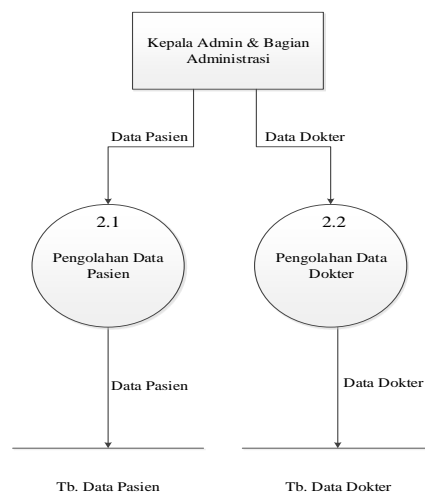 Kepala Admin & Bagian
Administrasi
Data Pasien
Data Dokter
2.1
Pengolahan Data
Pasien
2.2
Pengolahan Data
Dokter
Data Pasien
Data Dokter
Tb. Data Pasien
Tb. Data Dokter